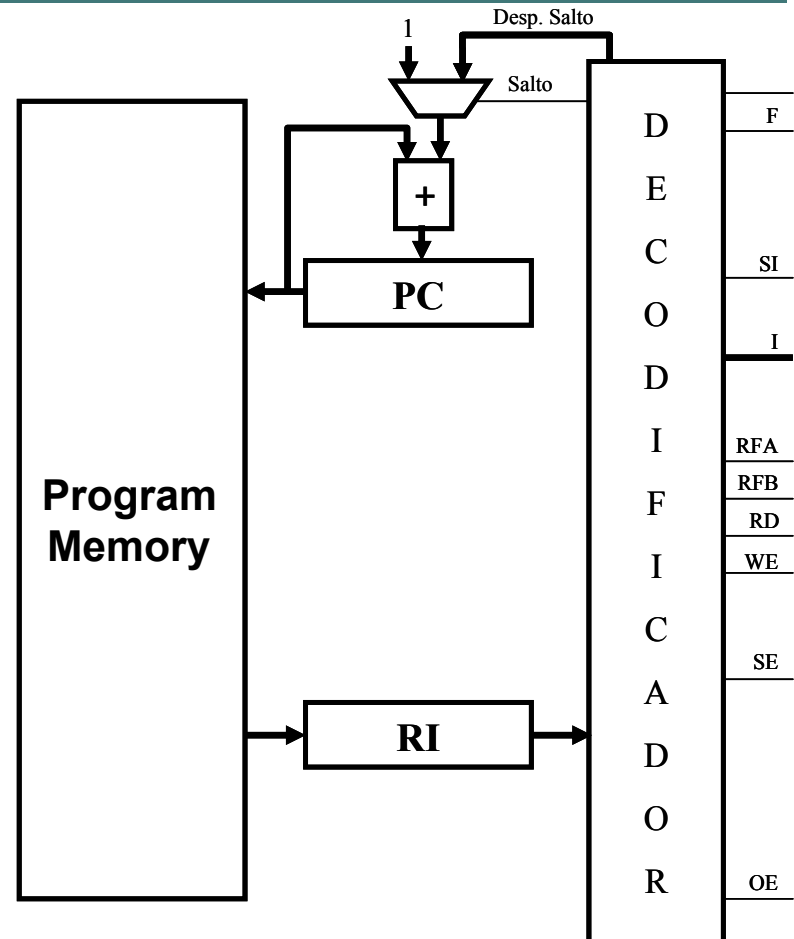 Desp. Salto
1
Salto
+
PC
Program
Memory
RI
D
E
C
O
D
I
F
I
C
A
D
O
R
F
SI
I
RFA
RFB
RD
WE
SE
OE